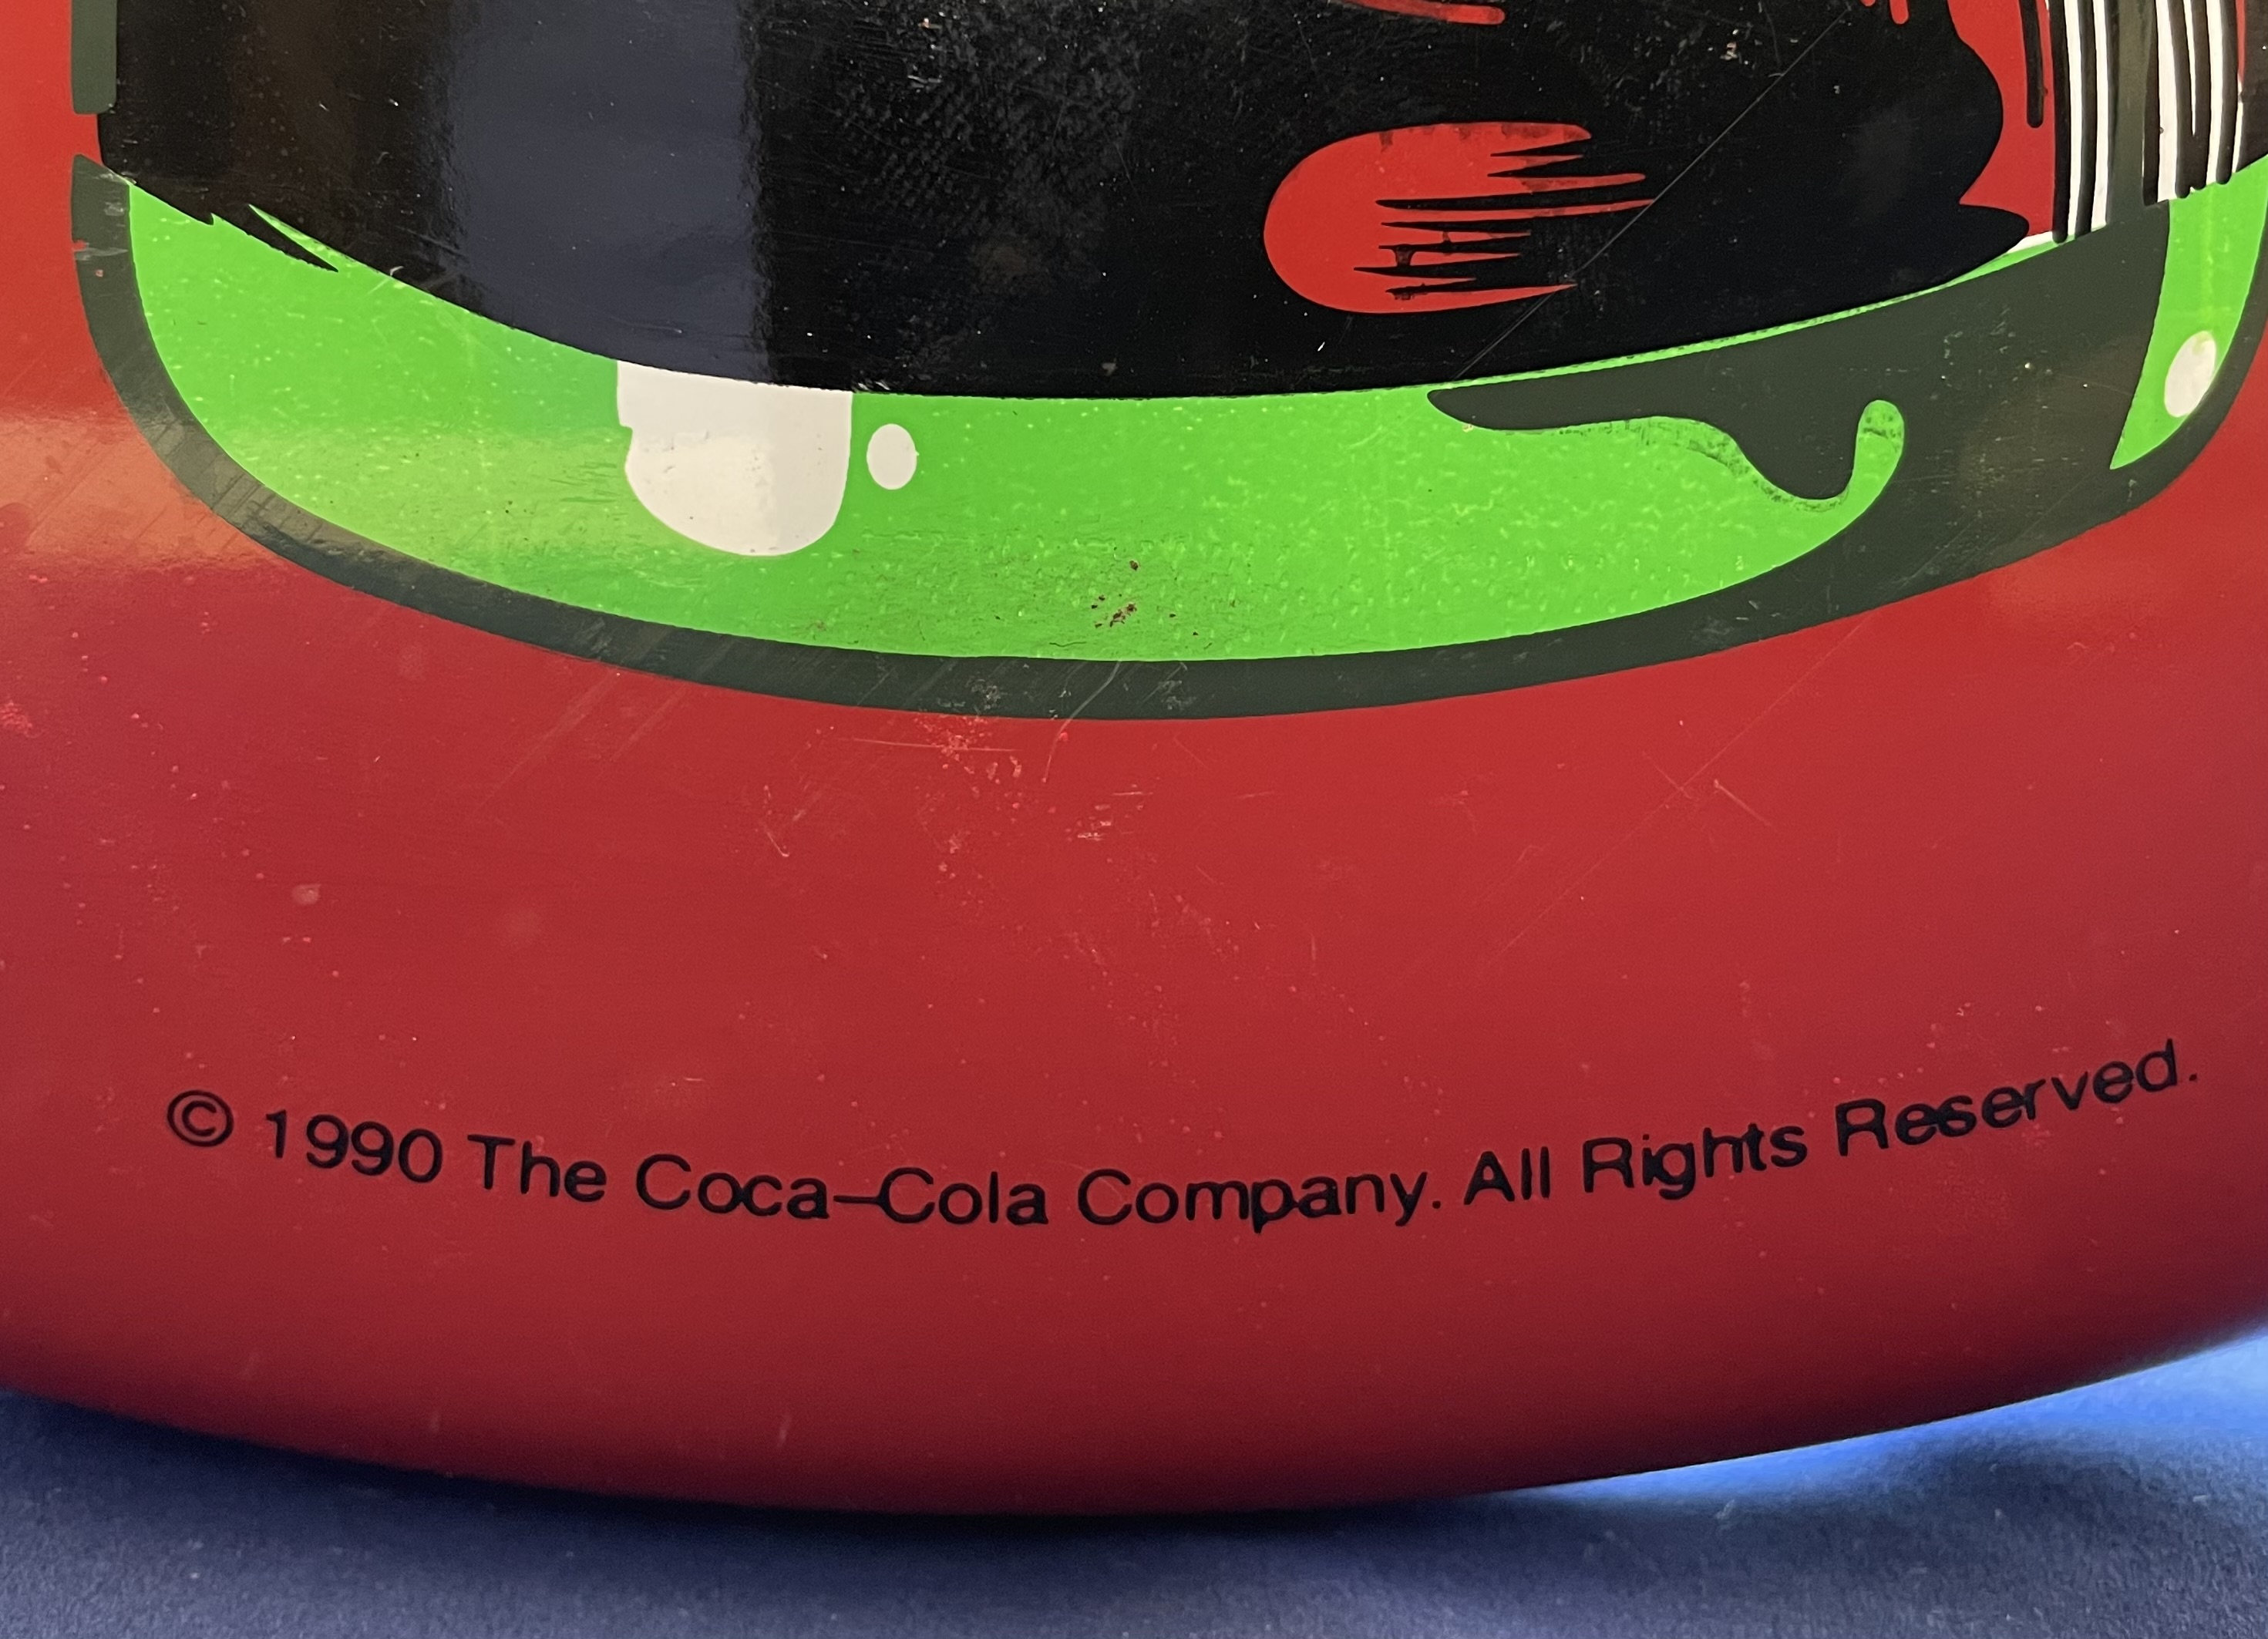 © 1990 The Coca-Cola Company. All Rights Reserved.